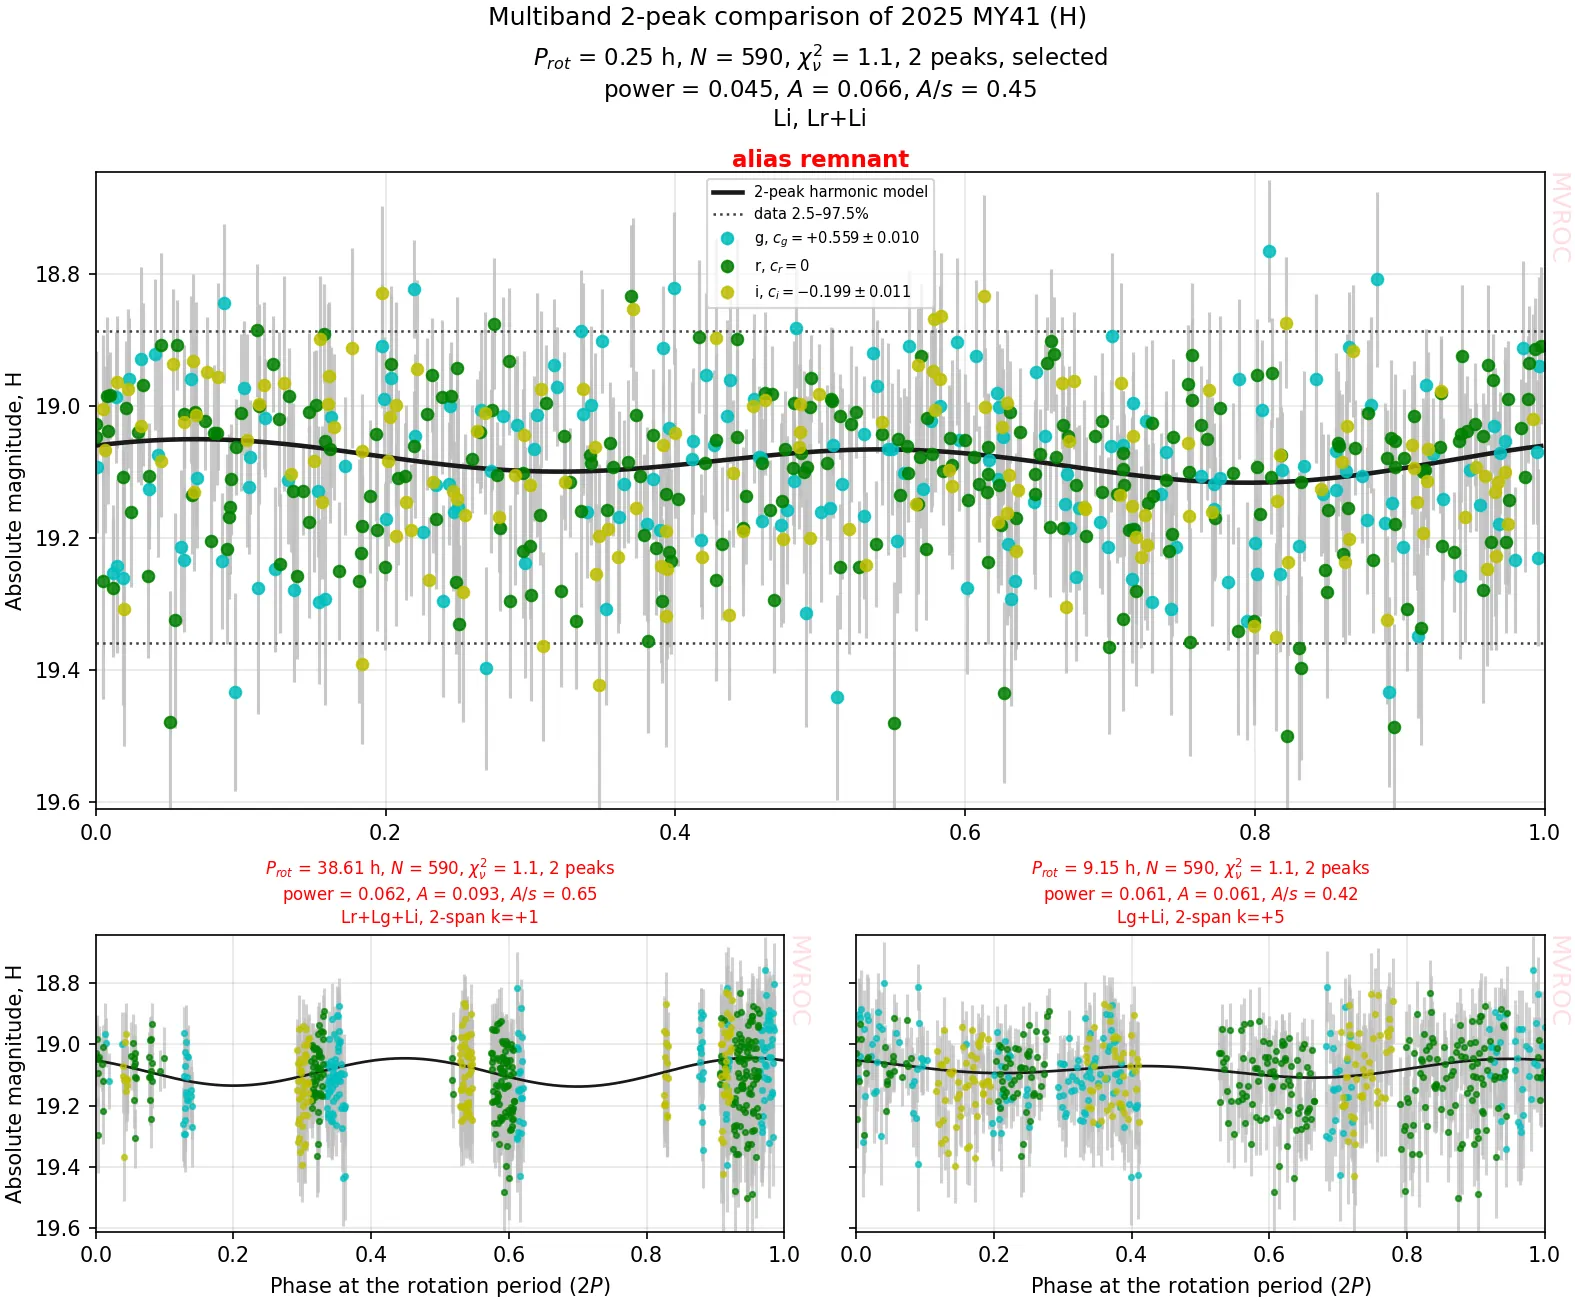 Multiband 2-peak comparison of 2025 MY41 (H)
P_rot = 0.25 h, N = 590, χ²_ν = 1.1, 2 peaks, selected
power = 0.045, A = 0.066, A/s = 0.45
Li, Lr+Li
alias remnant
2-peak harmonic model
data 2.5–97.5%
g, c_g = +0.559 ± 0.010
r, c_r = 0
i, c_i = −0.199 ± 0.011
MVROC
Absolute magnitude, H
18.8
19.0
19.2
19.4
19.6
0.0 0.2 0.4 0.6 0.8 1.0
P_rot = 38.61 h, N = 590, χ²_ν = 1.1, 2 peaks
power = 0.062, A = 0.093, A/s = 0.65
Lr+Lg+Li, 2-span k=+1
MVROC
Absolute magnitude, H
18.8
19.0
19.2
19.4
19.6
0.0 0.2 0.4 0.6 0.8 1.0
Phase at the rotation period (2P)
P_rot = 9.15 h, N = 590, χ²_ν = 1.1, 2 peaks
power = 0.061, A = 0.061, A/s = 0.42
Lg+Li, 2-span k=+5
MVROC
0.0 0.2 0.4 0.6 0.8 1.0
Phase at the rotation period (2P)